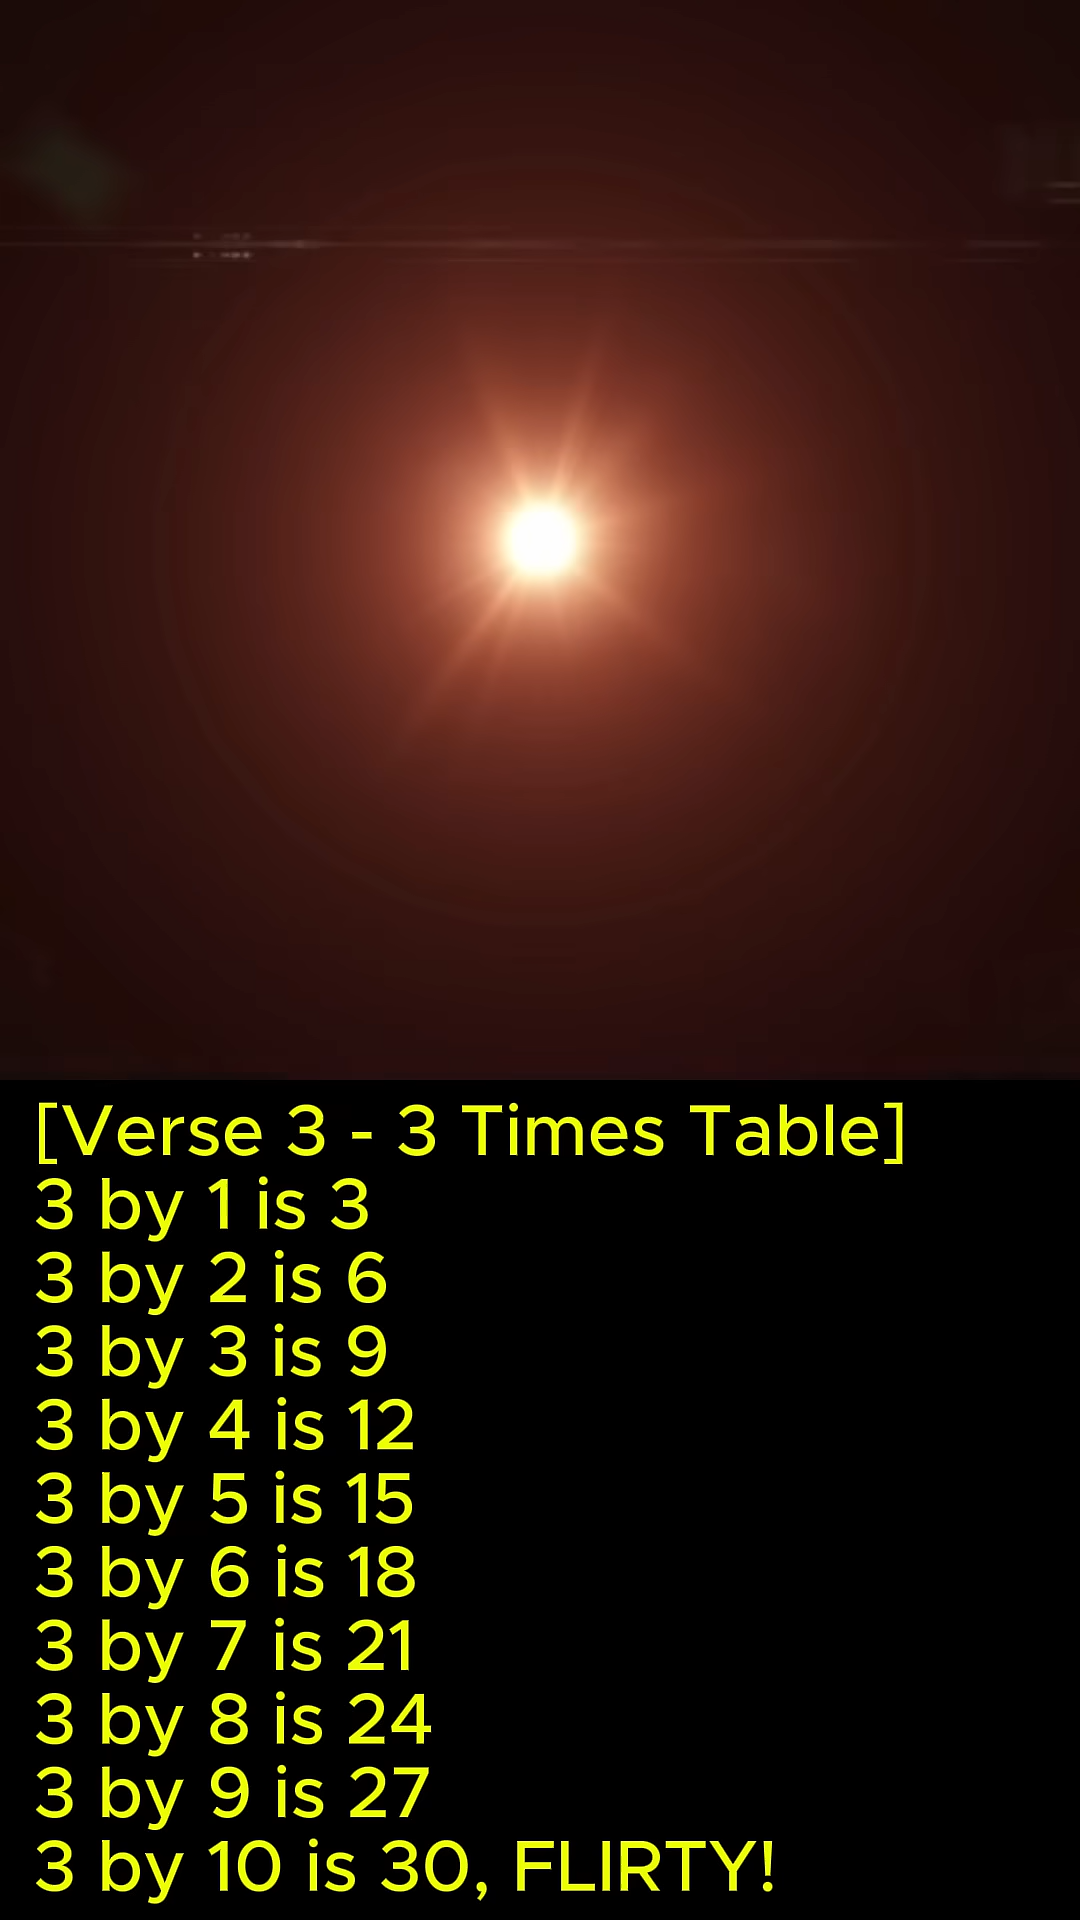 [Verse 3 - 3 Times Table]
3 by 1 is 3
3 by 2 is 6
3 by 3 is 9
3 by 4 is 12
3 by 5 is 15
3 by 6 is 18
3 by 7 is 21
3 by 8 is 24
3 by 9 is 27
3 by 10 is 30, FLIRTY!